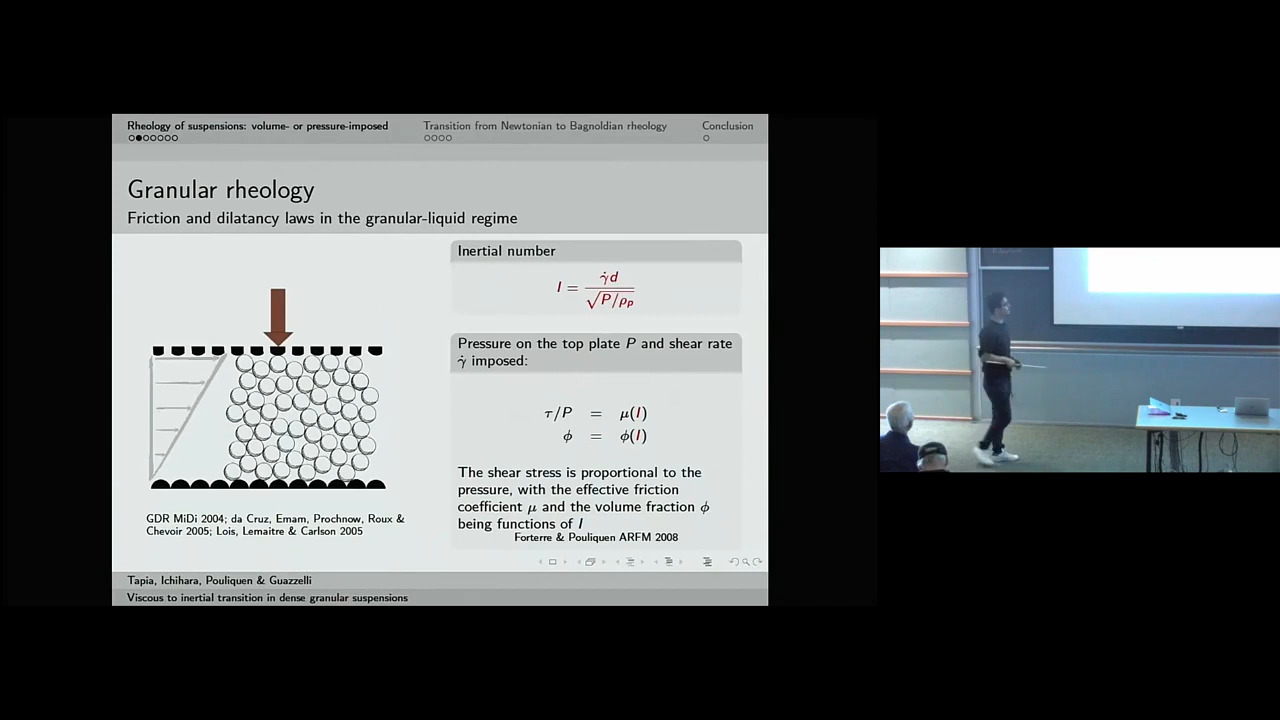 Rheology of suspensions: volume- or pressure-imposed
Transition from Newtonian to Bagnoldian rheology
Conclusion
Granular rheology
Friction and dilatancy laws in the granular-liquid regime
Inertial number
I = γ̇d / √(P/ρp)
Pressure on the top plate P and shear rate
γ̇ imposed:
τ/P = μ(I)
ϕ = ϕ(I)
The shear stress is proportional to the
pressure, with the effective friction
coefficient μ and the volume fraction ϕ
being functions of I
Forterre & Pouliquen ARFM 2008
GDR MiDi 2004; da Cruz, Emam, Prochnow, Roux &
Chevoir 2005; Lois, Lemaitre & Carlson 2005
Tapia, Ichihara, Pouliquen & Guazzelli
Viscous to inertial transition in dense granular suspensions